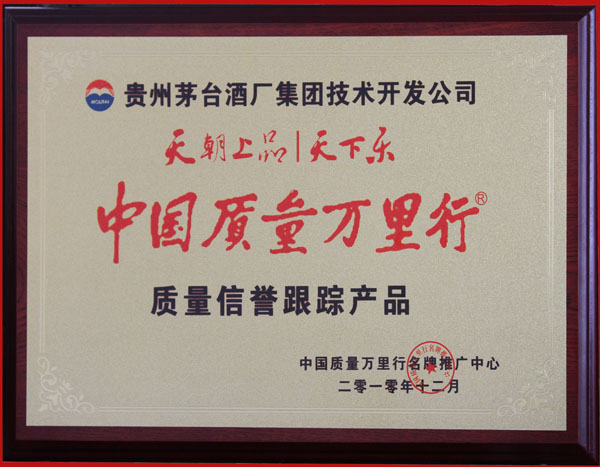 贵州茅台酒厂集团技术开发公司
天朝上品|天下乐
中国质量万里行®
质量信誉跟踪产品
中国质量万里行名牌推广中心
二零一零年十二月